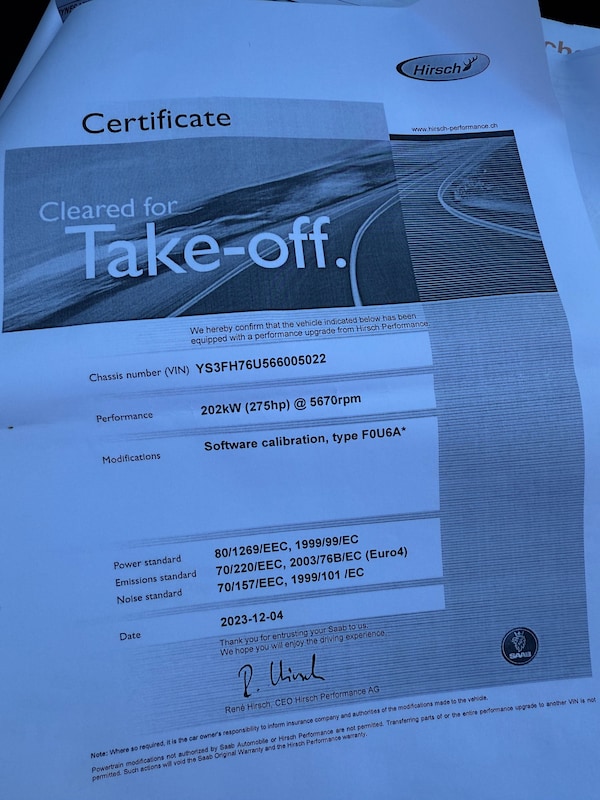 Hirsch
Certificate
www.hirsch-performance.ch
Cleared for
Take-off.
We hereby confirm that the vehicle indicated below has been
equipped with a performance upgrade from Hirsch Performance.
Chassis number (VIN) YS3FH76U566005022
Performance 202kW (275hp) @ 5670rpm
Modifications Software calibration, type F0U6A*
Power standard 80/1269/EEC, 1999/99/EC
Emissions standard 70/220/EEC, 2003/76B/EC (Euro4)
Noise standard 70/157/EEC, 1999/101 /EC
Date 2023-12-04
Thank you for entrusting your Saab to us.
We hope you will enjoy the driving experience.
R. Hirsch
René Hirsch, CEO Hirsch Performance AG
SAAB
Note: Where so required, it is the car owner's responsibility to inform insurance company and authorities of the modifications made to the vehicle.
Powertrain modifications not authorized by Saab Automobile or Hirsch Performance are not permitted. Transferring parts of or the entire performance upgrade to another VIN is not
permitted. Such actions will void the Saab Original Warranty and the Hirsch Performance warranty.